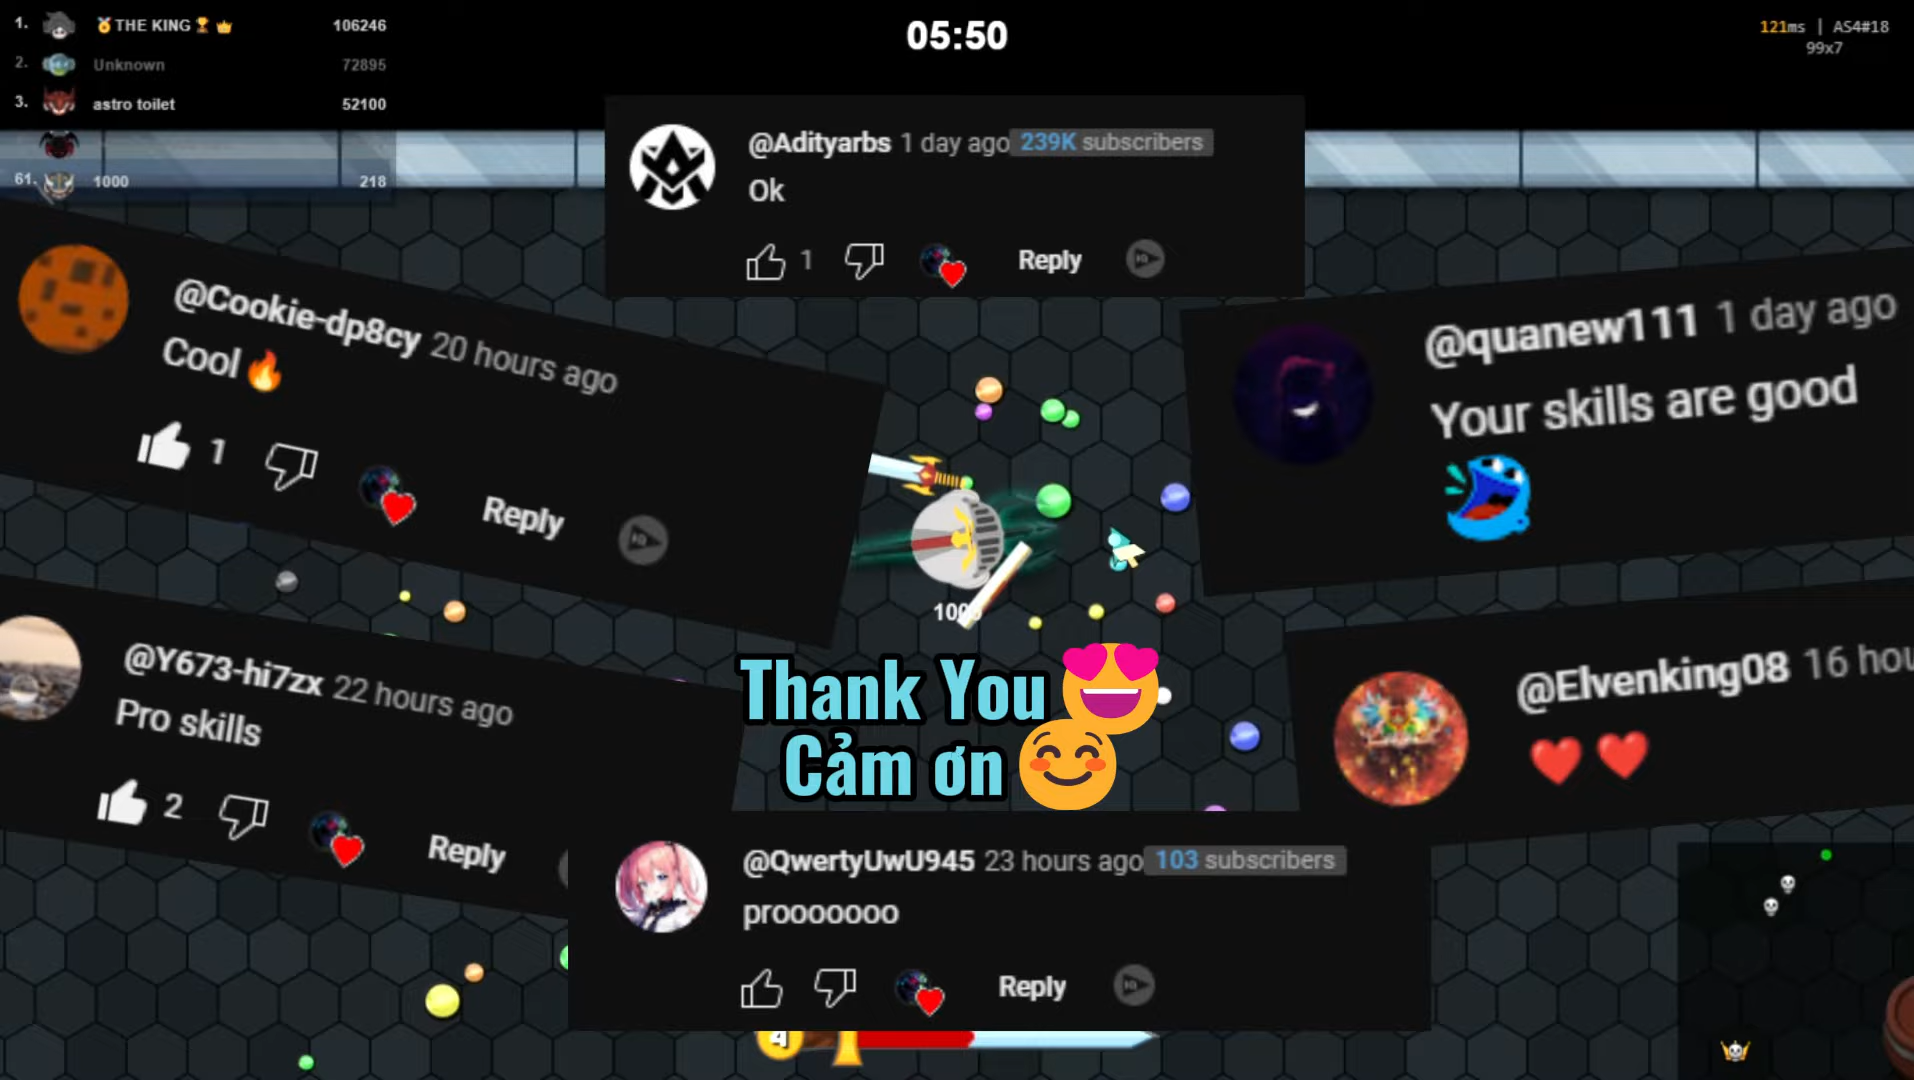 1. 🏅THE KING🏆👑 106246
2. Unknown 72895
3. astro toilet 52100
61. 1000 218
05:50
121ms | AS4#18
99x7
@Adityarbs 1 day ago 239K subscribers
Ok
1 Reply
@Cookie-dp8cy 20 hours ago
Cool🔥
1 Reply
@quanew111 1 day ago
Your skills are good
@Y673-hi7zx 22 hours ago
Pro skills
2 Reply
@Elvenking08 16 hou
❤️ ❤️
1000
Thank You😍
Cảm ơn☺️
@QwertyUwU945 23 hours ago 103 subscribers
prooooooo
Reply
4